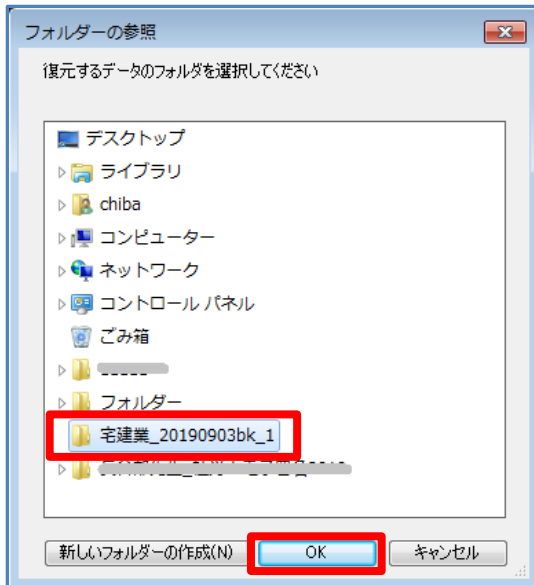 フォルダーの参照
復元するデータのフォルダを選択してください
デスクトップ
ライブラリ
chiba
コンピューター
ネットワーク
コントロール パネル
ごみ箱
フォルダー
宅建業_20190903bk_1
新しいフォルダーの作成(N) OK キャンセル